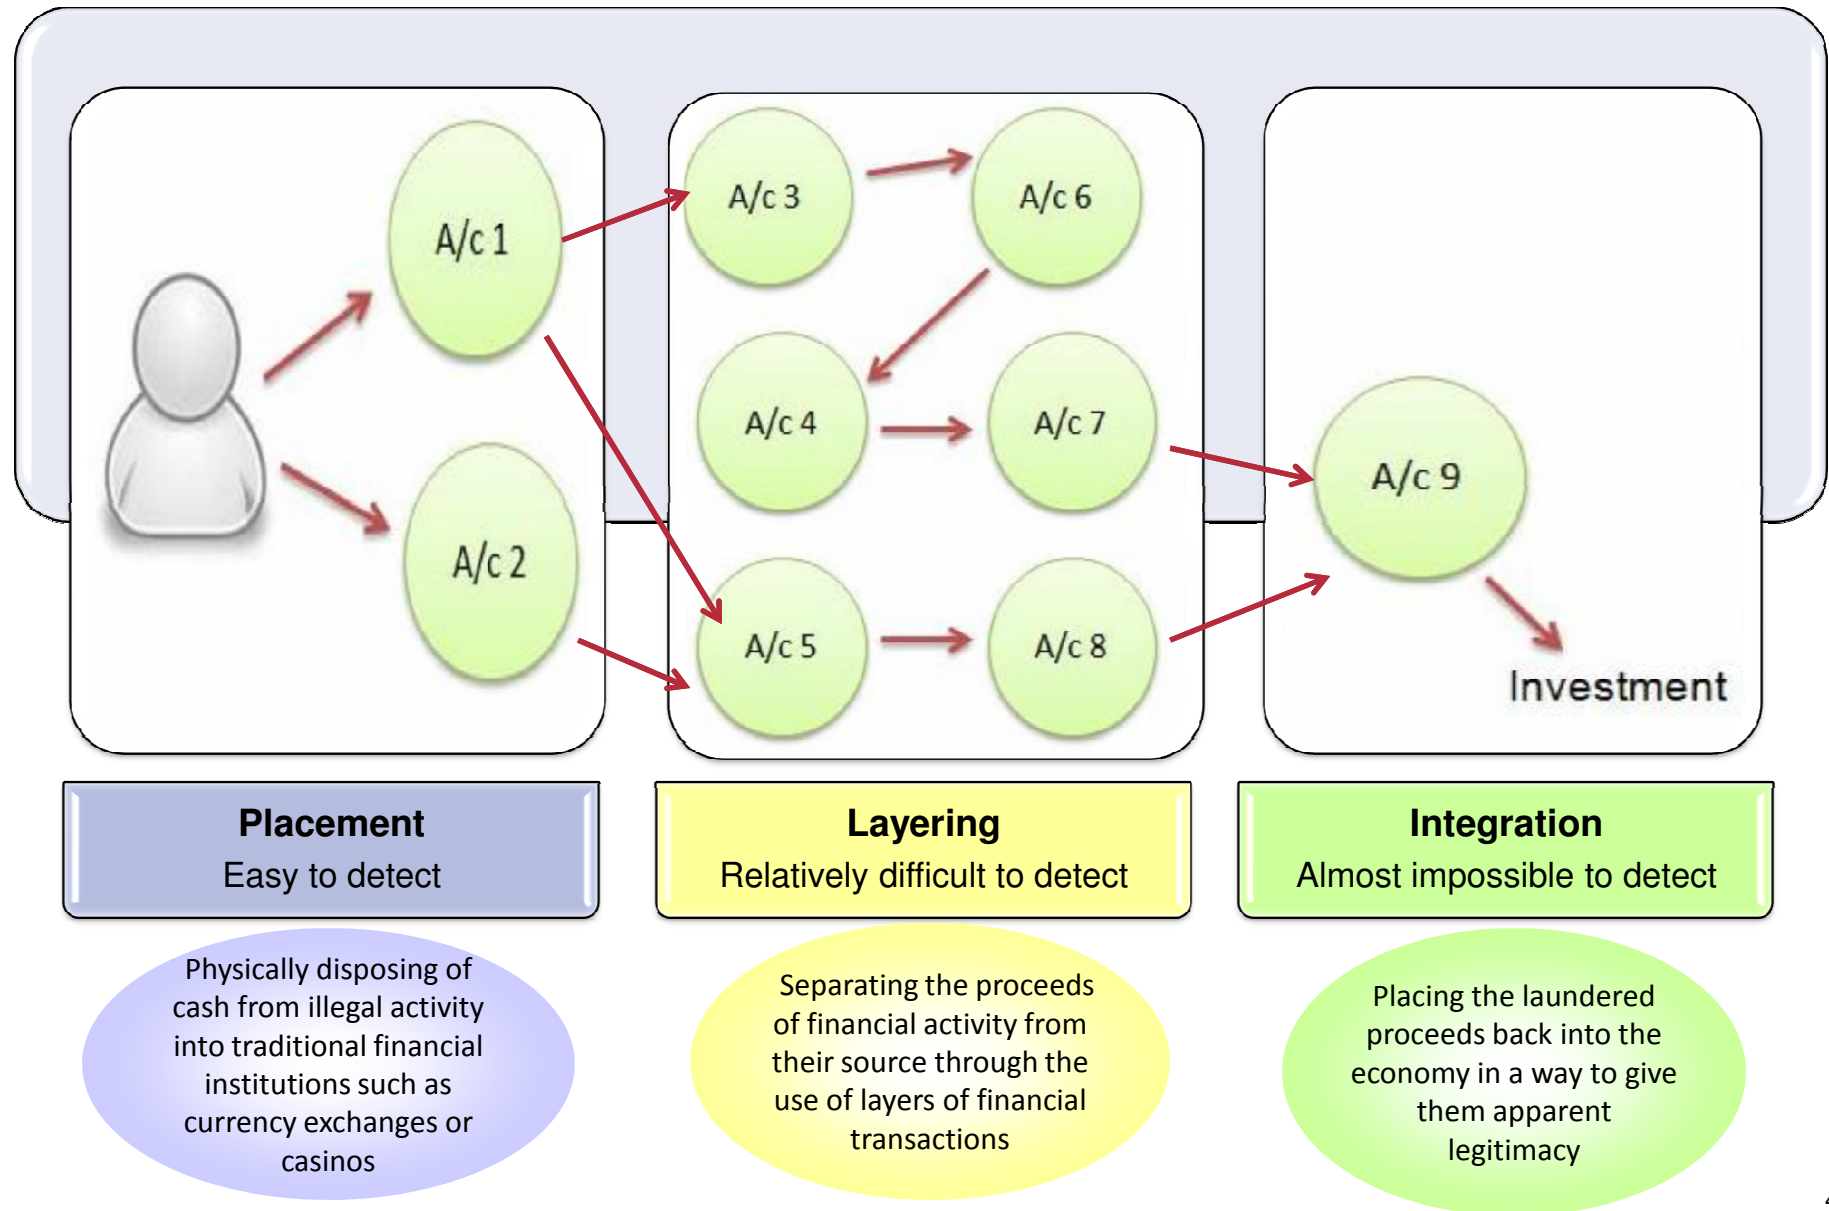 A/c 1
A/c 2
A/c 3
A/c 6
A/c 4
A/c 7
A/c 5
A/c 8
A/c 9
Investment
Placement
Easy to detect
Layering
Relatively difficult to detect
Integration
Almost impossible to detect
Physically disposing of
cash from illegal activity
into traditional financial
institutions such as
currency exchanges or
casinos
Separating the proceeds
of financial activity from
their source through the
use of layers of financial
transactions
Placing the laundered
proceeds back into the
economy in a way to give
them apparent
legitimacy